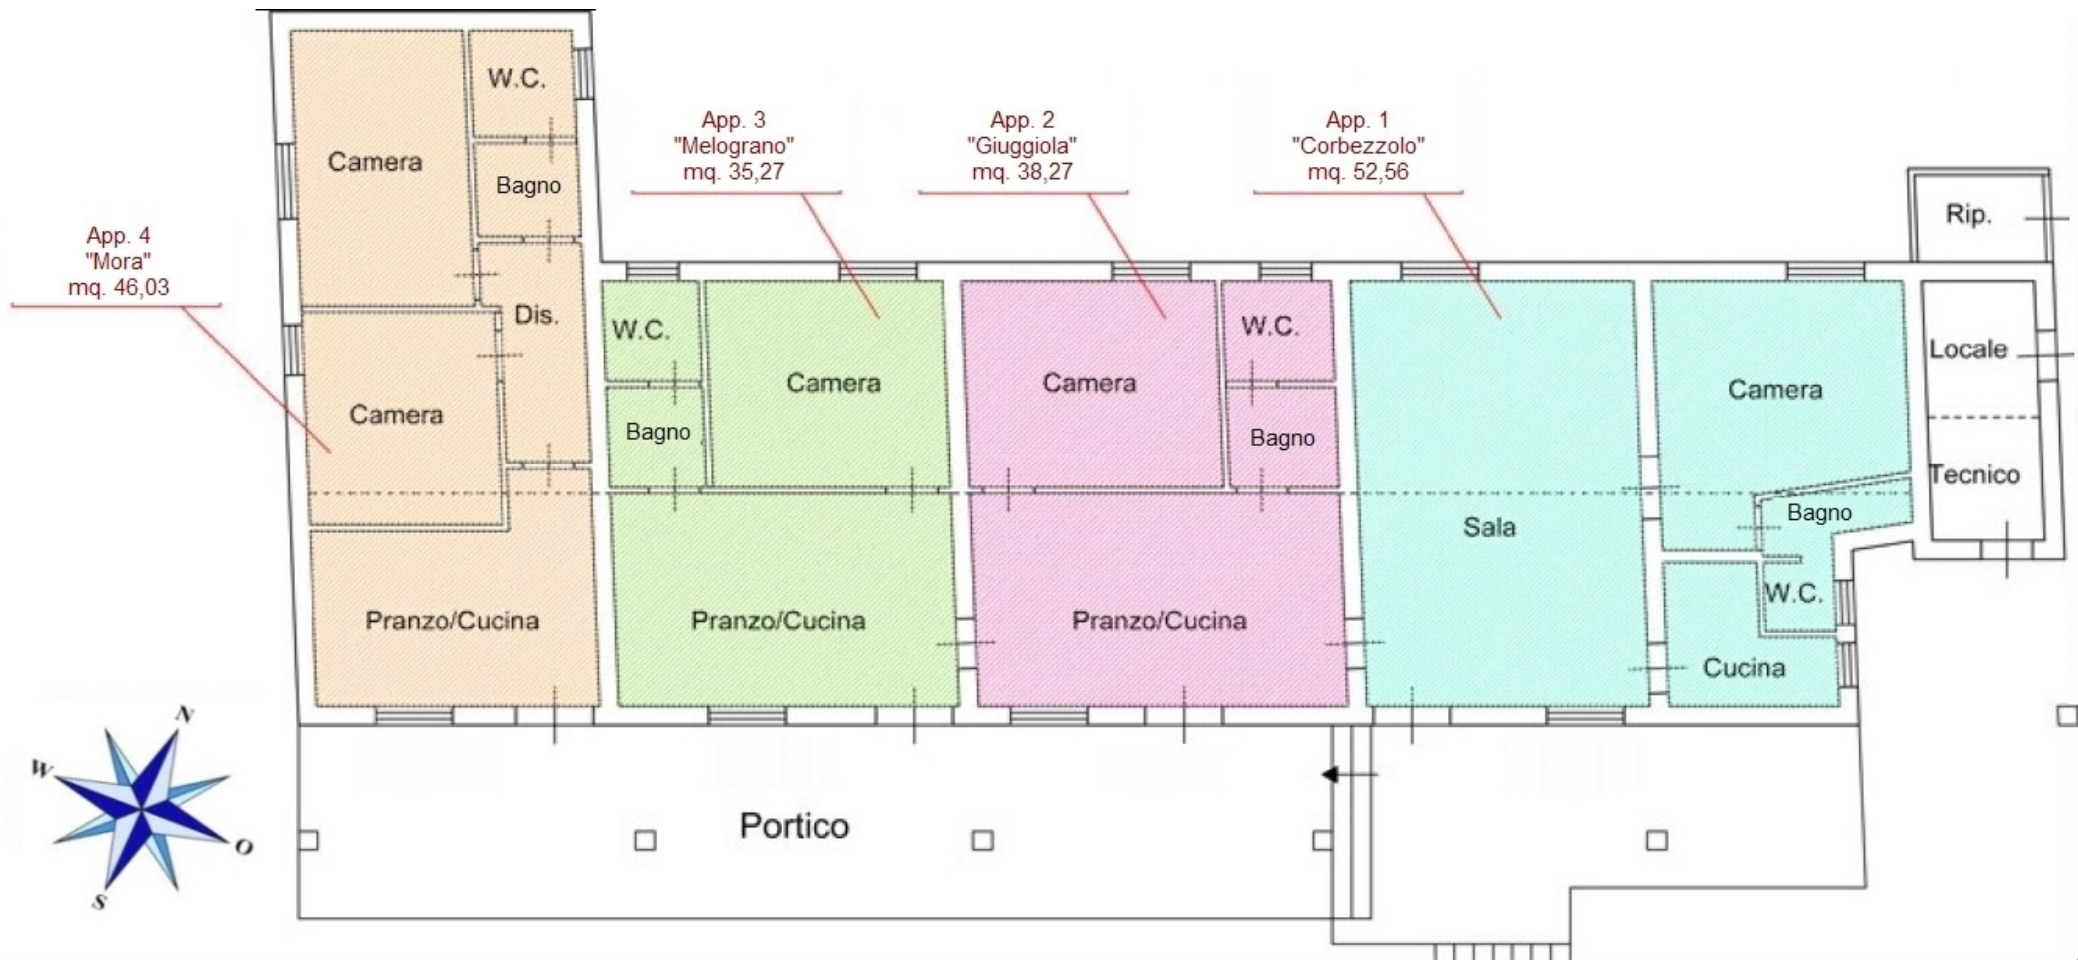 App. 4
"Mora"
mq. 46,03
App. 3
"Melograno"
mq. 35,27
App. 2
"Giuggiola"
mq. 38,27
App. 1
"Corbezzolo"
mq. 52,56
Camera
W.C.
Bagno
Dis.
Camera
Pranzo/Cucina
W.C.
Bagno
Camera
Pranzo/Cucina
Camera
W.C.
Bagno
Pranzo/Cucina
Sala
Camera
Bagno
W.C.
Cucina
Rip.
Locale
Tecnico
Portico
N
W
O
S